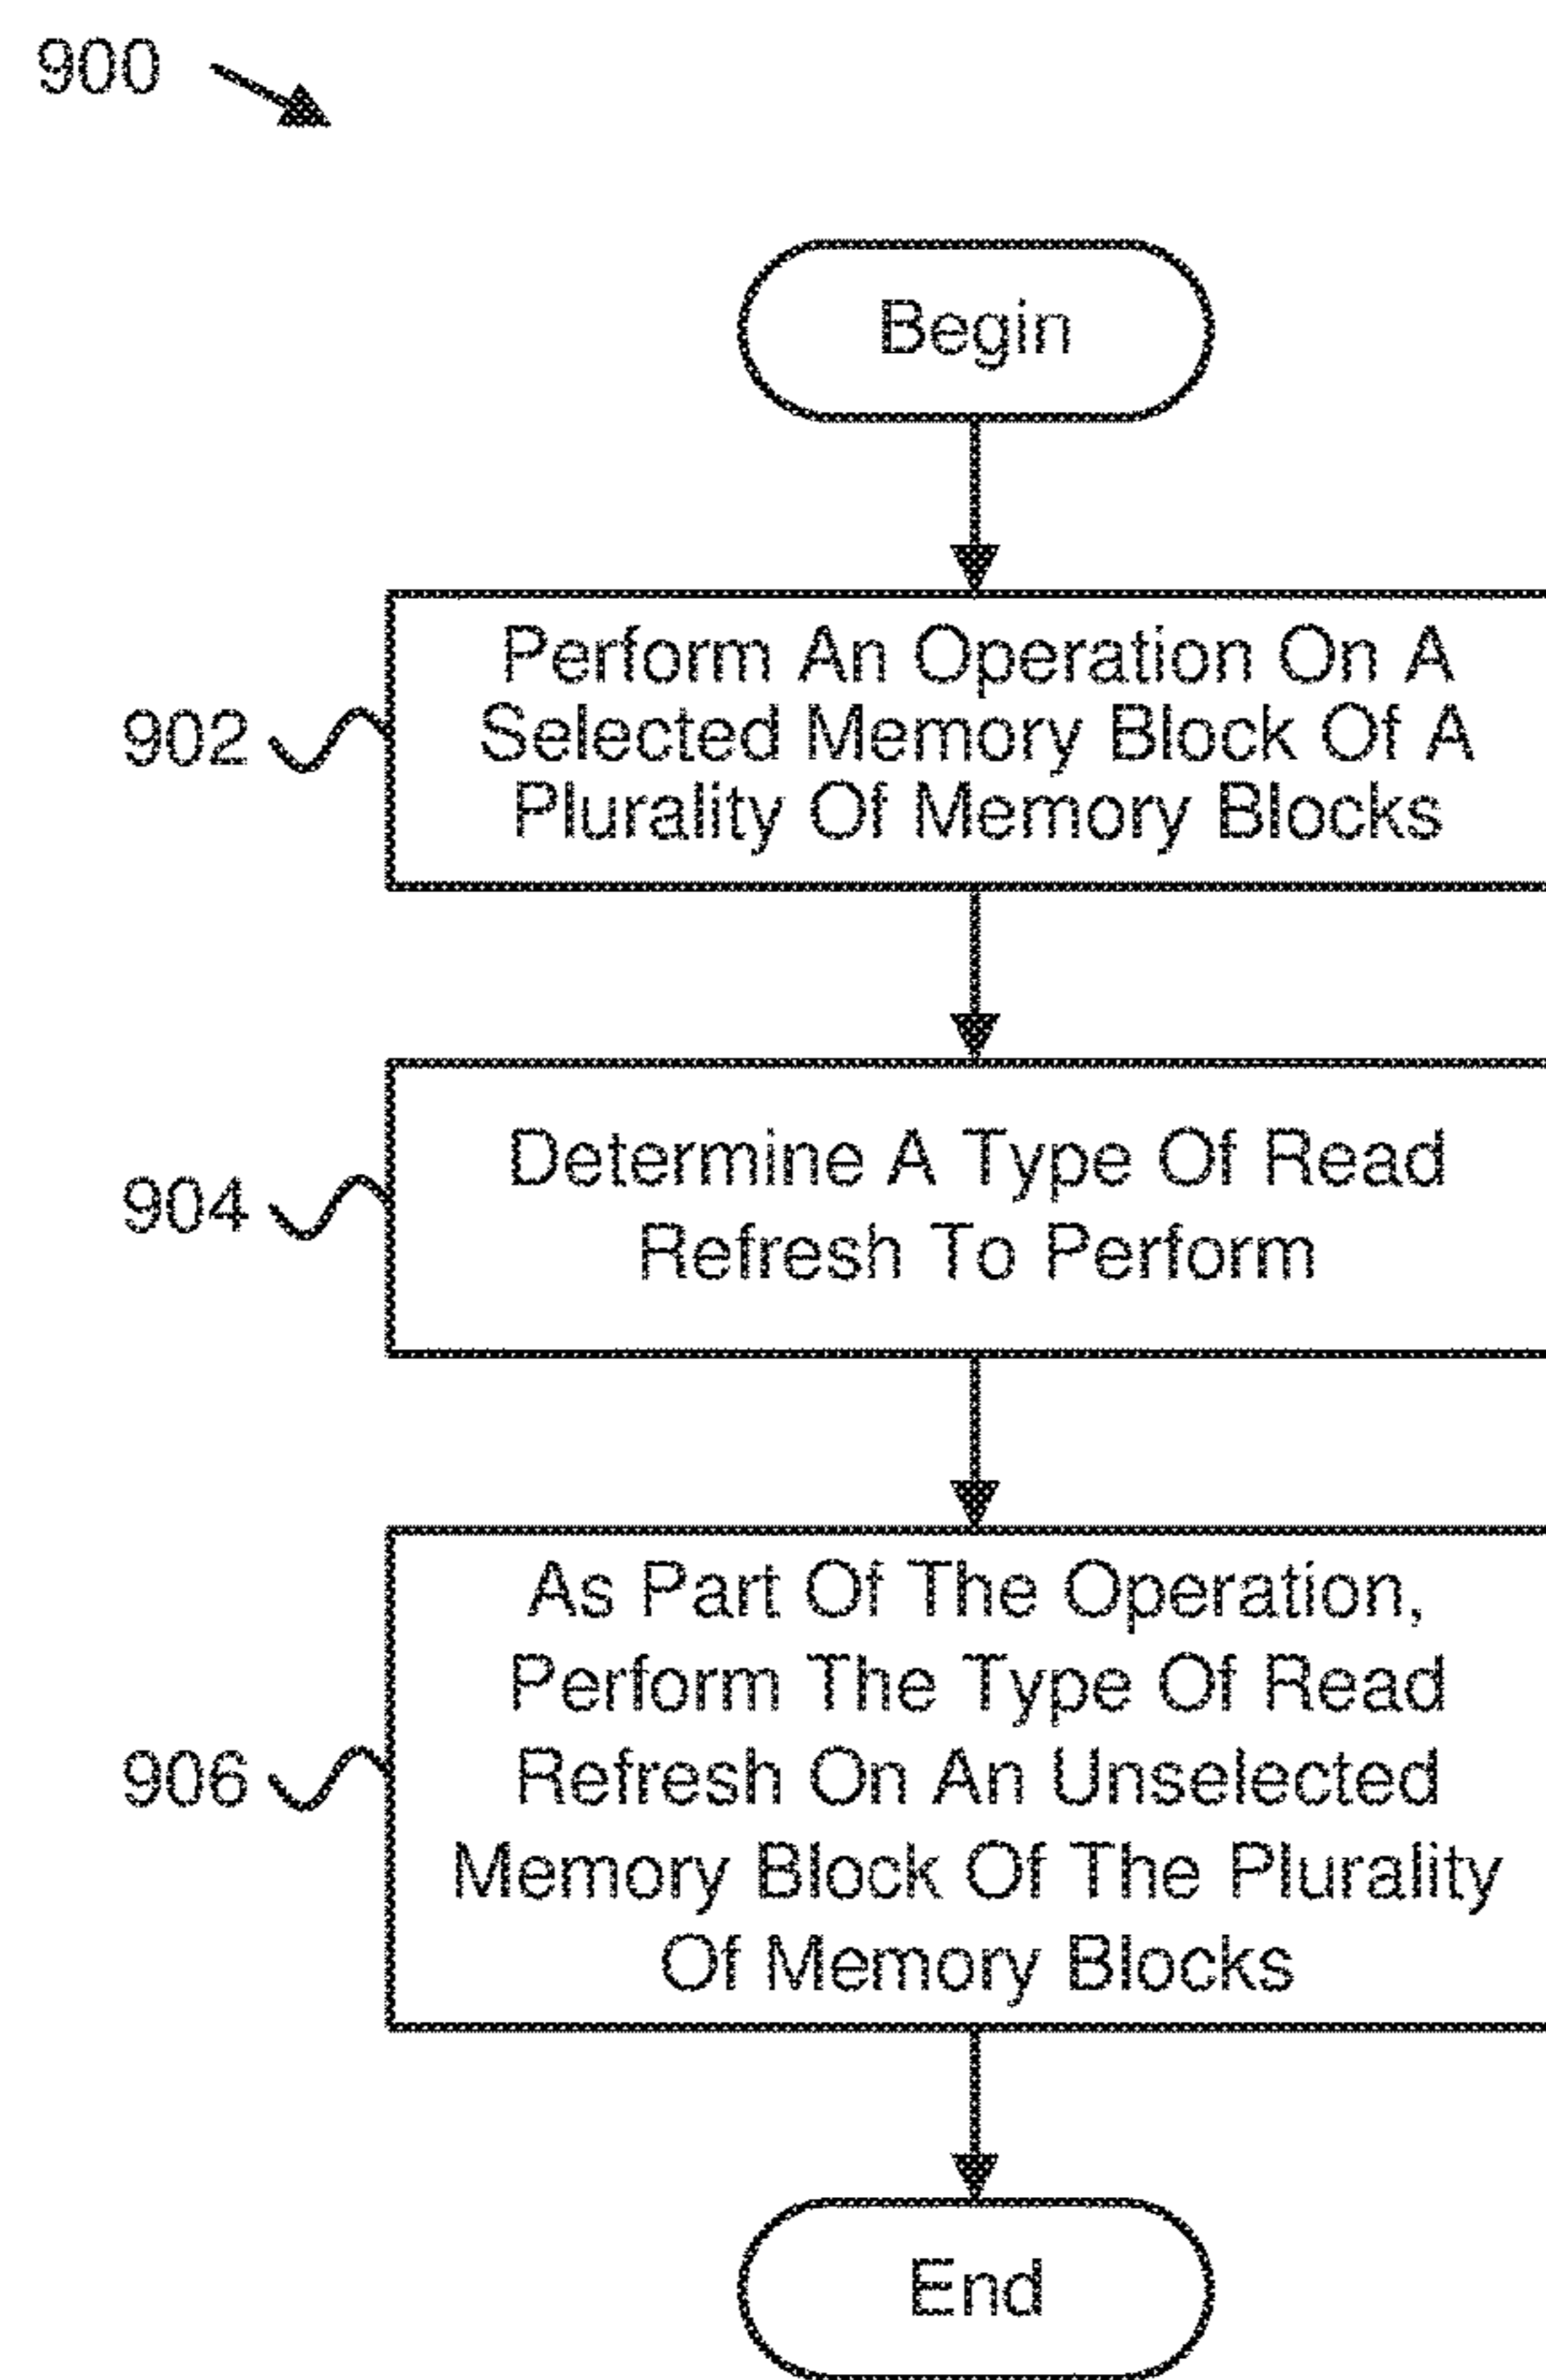 900
Begin
902
Perform An Operation On A
Selected Memory Block Of A
Plurality Of Memory Blocks
904
Determine A Type Of Read
Refresh To Perform
906
As Part Of The Operation,
Perform The Type Of Read
Refresh On An Unselected
Memory Block Of The Plurality
Of Memory Blocks
End